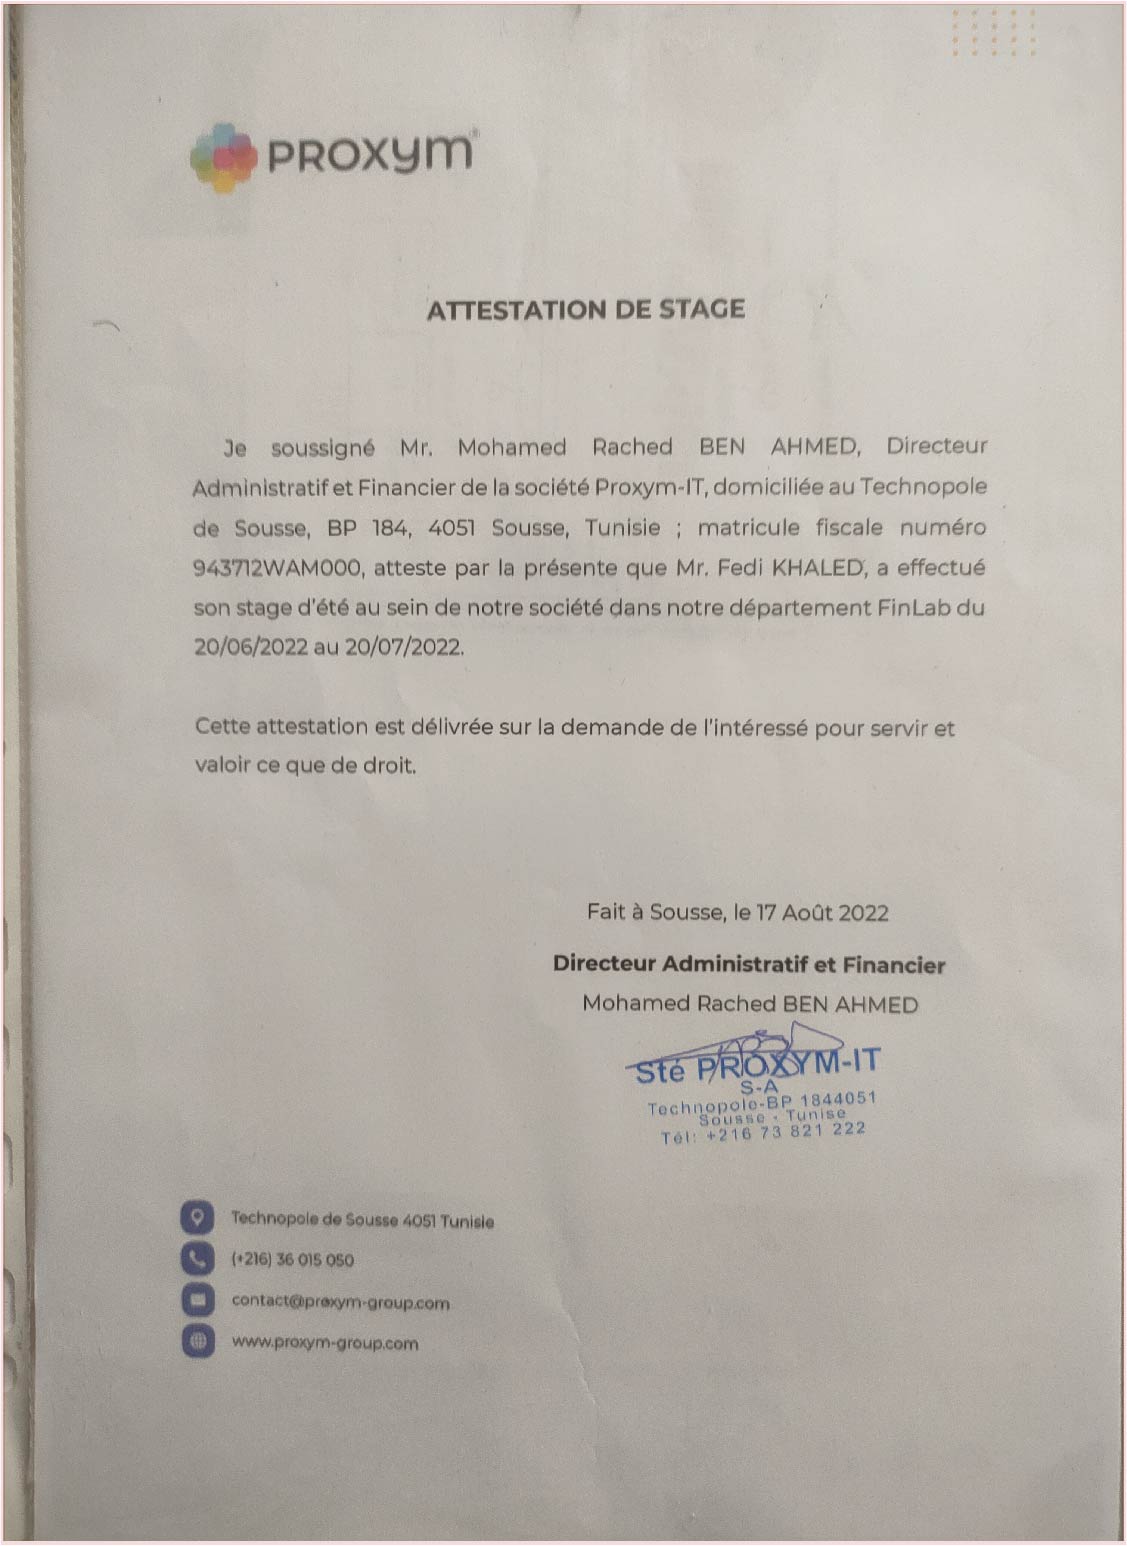 PROXYM®
ATTESTATION DE STAGE
Je soussigné Mr. Mohamed Rached BEN AHMED, Directeur
Administratif et Financier de la société Proxym-IT, domiciliée au Technopole
de Sousse, BP 184, 4051 Sousse, Tunisie ; matricule fiscale numéro
943712WAM000, atteste par la présente que Mr. Fedi KHALED, a effectué
son stage d'été au sein de notre société dans notre département FinLab du
20/06/2022 au 20/07/2022.
Cette attestation est délivrée sur la demande de l'intéressé pour servir et
valoir ce que de droit.
Fait à Sousse, le 17 Août 2022
Directeur Administratif et Financier
Mohamed Rached BEN AHMED
Sté PROXYM-IT
S-A
Technopole-BP 1844051
Sousse - Tunise
Tél: +216 73 821 222
Technopole de Sousse 4051 Tunisie
(+216) 36 015 050
contact@proxym-group.com
www.proxym-group.com